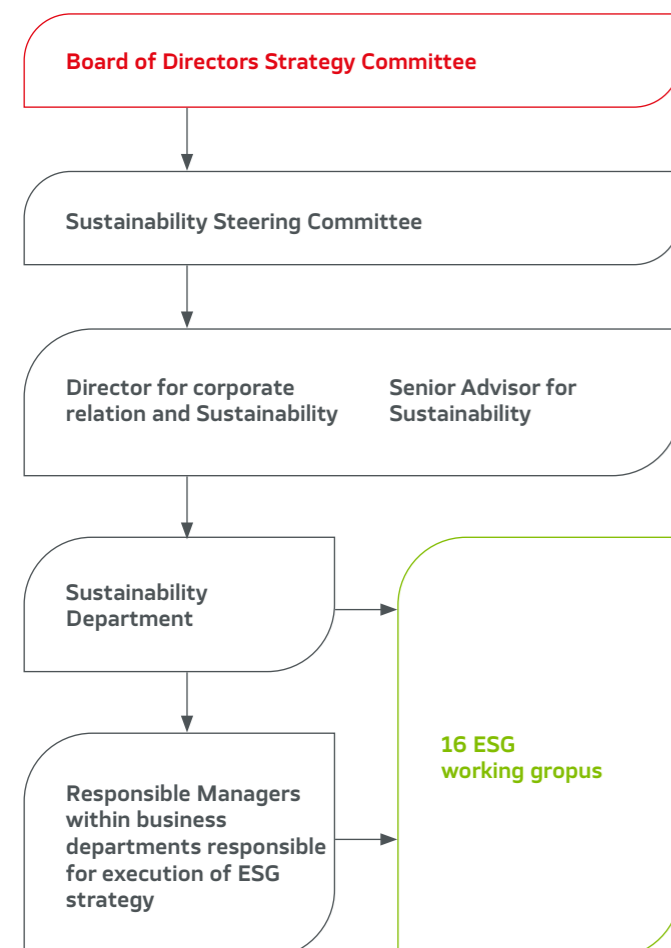 Board of Directors Strategy Committee
Sustainability Steering Committee
Director for corporate
relation and Sustainability
Senior Advisor for
Sustainability
Sustainability
Department
16 ESG
working gropus
Responsible Managers
within business
departments responsible
for execution of ESG
strategy